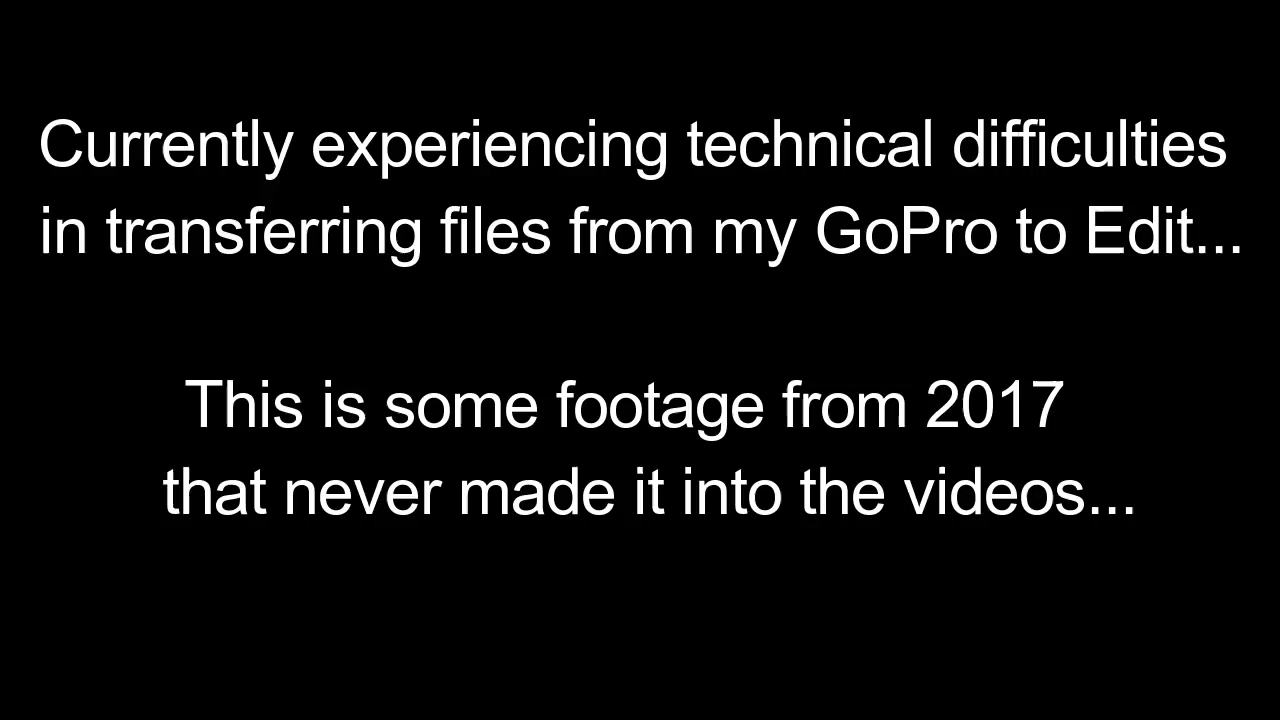 Currently experiencing technical difficulties
in transferring files from my GoPro to Edit...
This is some footage from 2017
that never made it into the videos...